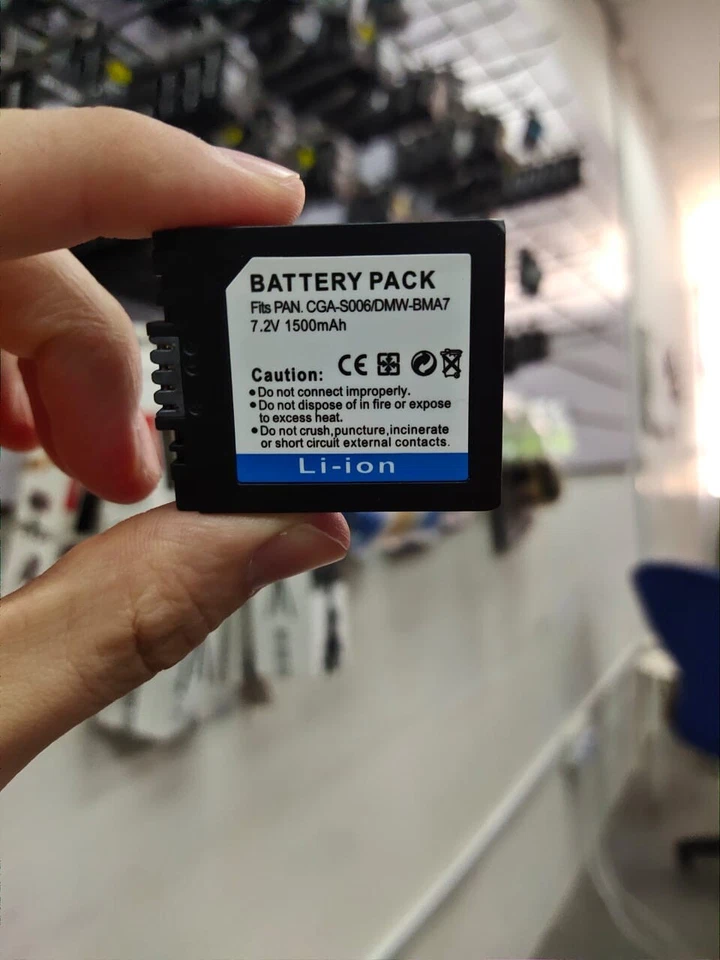 BATTERY PACK
Fits PAN. CGA-S006/DMW-BMA7
7.2V 1500mAh
Caution: CE
•Do not connect improperly.
•Do not dispose of in fire or expose
to excess heat.
•Do not crush,puncture,incinerate
or short circuit external contacts.
Li-ion